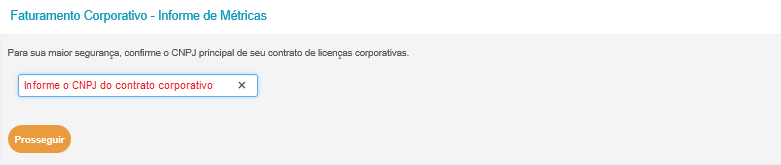 Faturamento Corporativo - Informe de Métricas
Para sua maior segurança, confirme o CNPJ principal de seu contrato de licenças corporativas.
Informe o CNPJ do contrato corporativo
Prosseguir